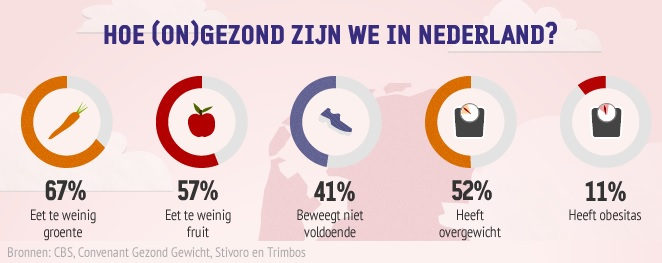 HOE (ON)GEZOND ZIJN WE IN NEDERLAND?
67%
Eet te weinig
groente
57%
Eet te weinig
fruit
41%
Beweegt niet
voldoende
52%
Heeft
overgewicht
11%
Heeft obesitas
Bronnen: CBS, Convenant Gezond Gewicht, Stivoro en Trimbos